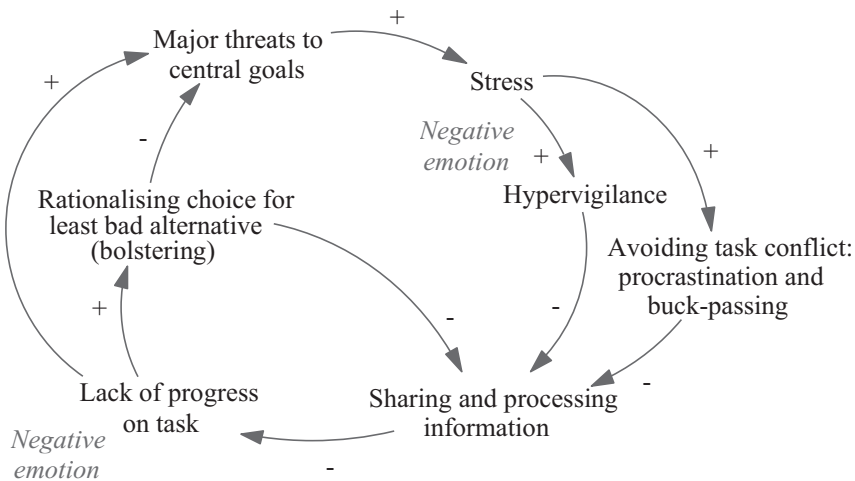 +
Major threats to
central goals
Stress
+
Negative
emotion
-
+
+
Hypervigilance
Rationalising choice for
least bad alternative
(bolstering)
Avoiding task conflict:
procrastination and
buck-passing
+
-
-
-
Lack of progress
on task
Sharing and processing
information
Negative
emotion
-